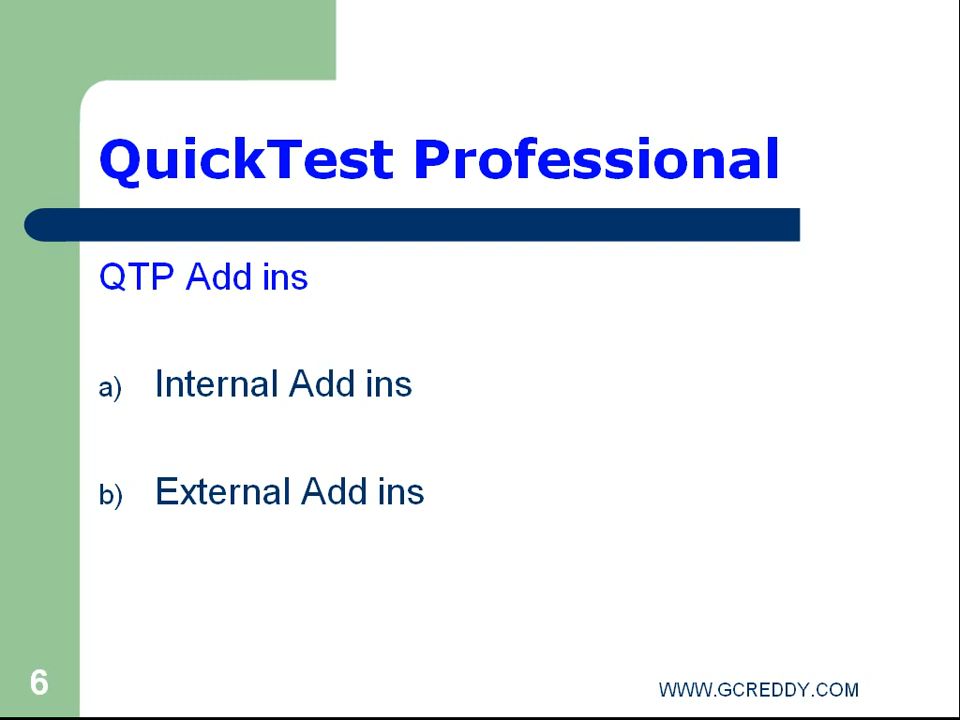 QuickTest Professional
QTP Add ins
a) Internal Add ins
b) External Add ins
6
WWW.GCREDDY.COM